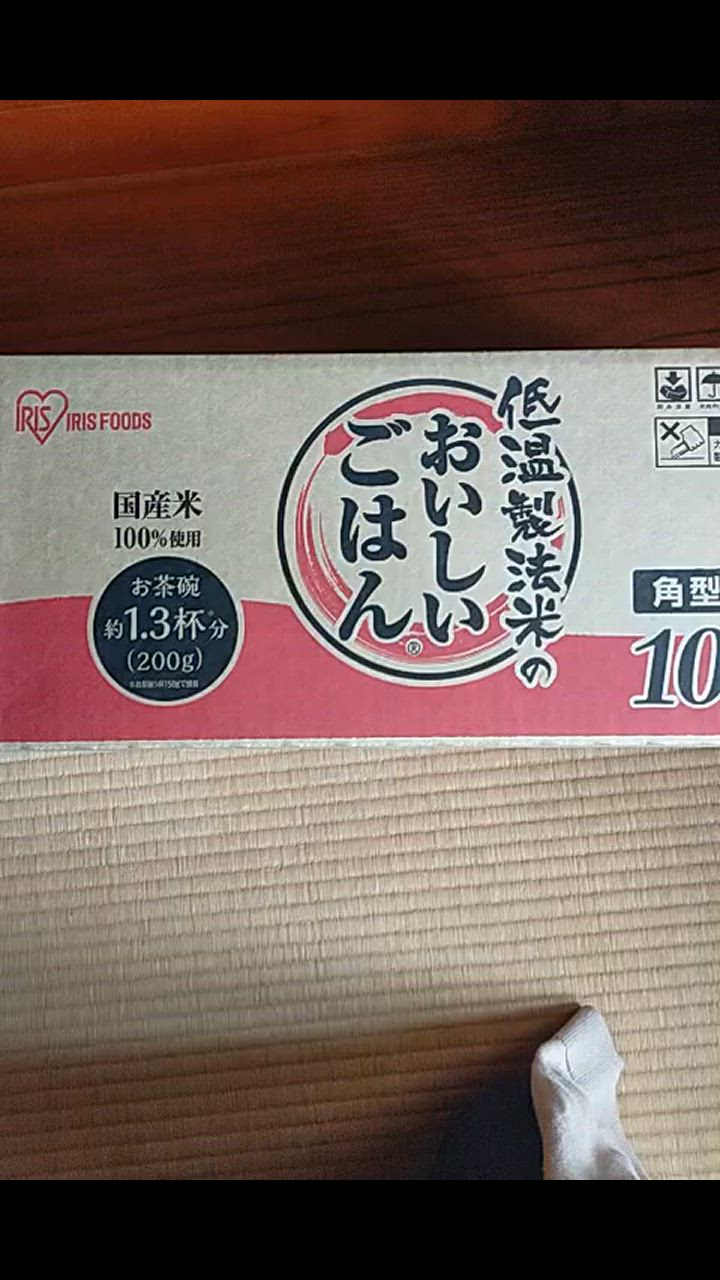 IRIS IRIS FOODS
国産米
100%使用
お茶碗
約1.3杯※分
(200g)
低温製法米の
おいしい
ごはん®
角型
10